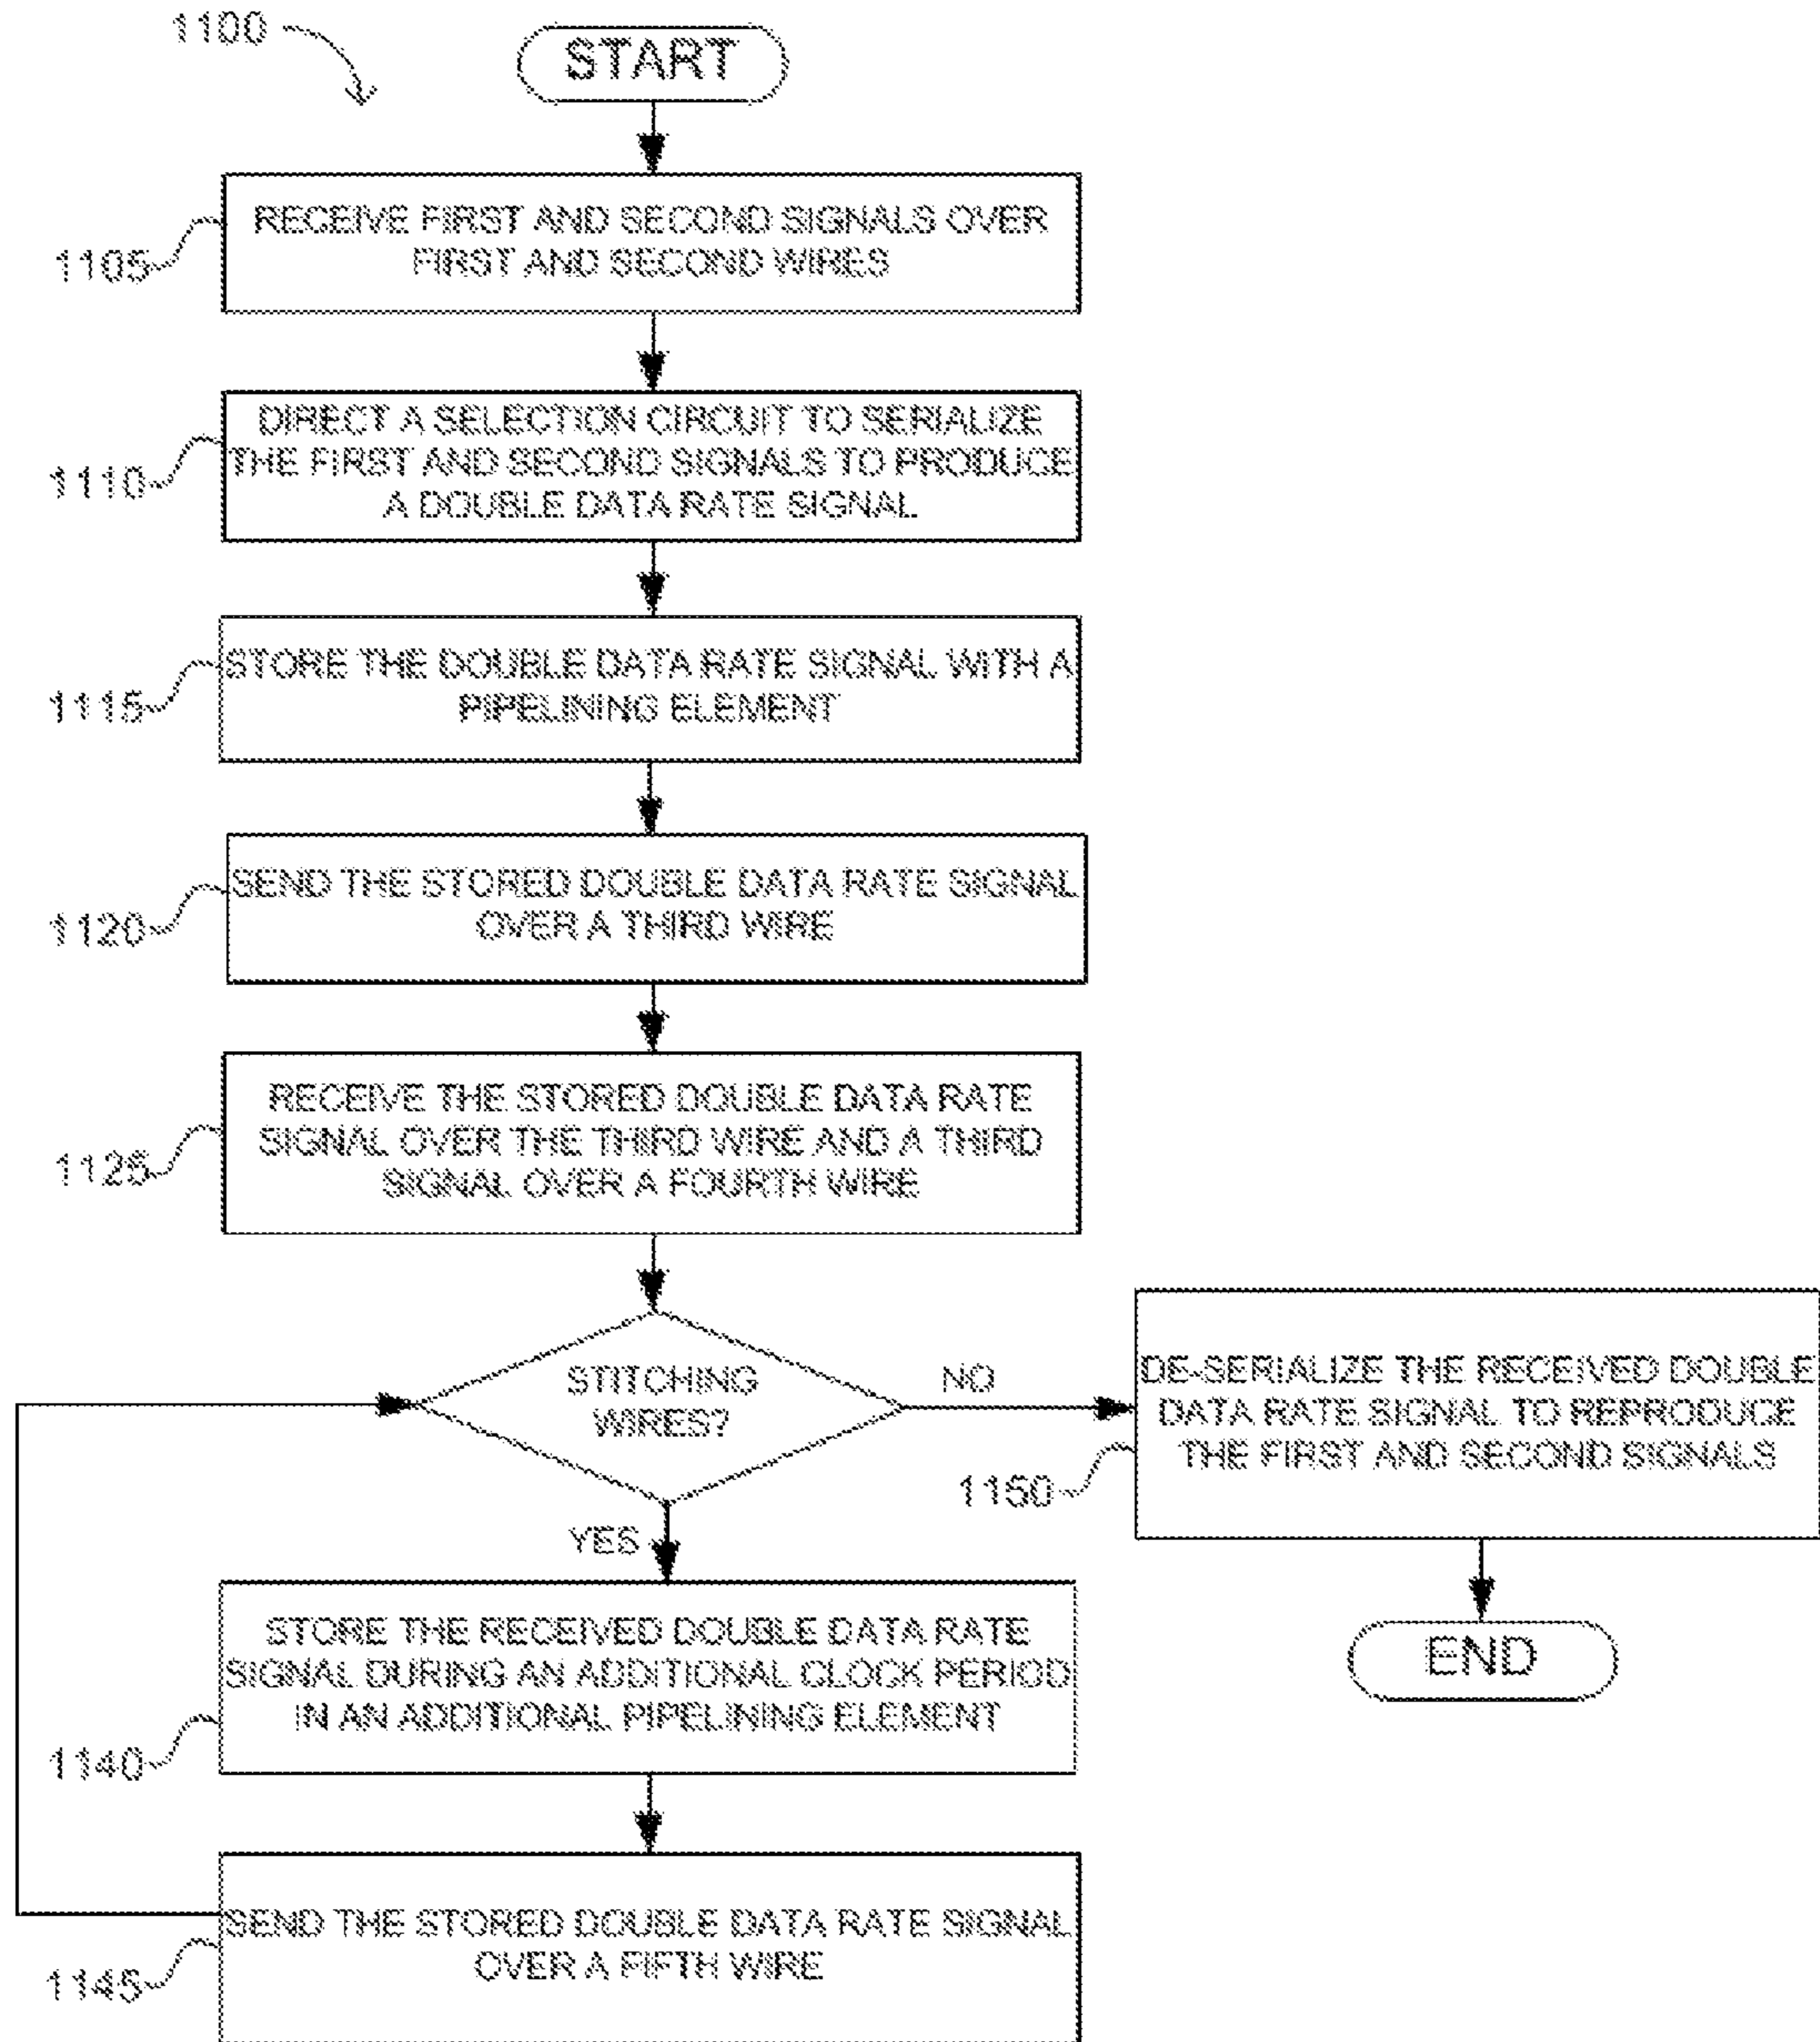 1100
START
RECEIVE FIRST AND SECOND SIGNALS OVER
FIRST AND SECOND WIRES
1105
DIRECT A SELECTION CIRCUIT TO SERIALIZE
THE FIRST AND SECOND SIGNALS TO PRODUCE
A DOUBLE DATA RATE SIGNAL
1110
STORE THE DOUBLE DATA RATE SIGNAL WITH A
PIPELINING ELEMENT
1115
SEND THE STORED DOUBLE DATA RATE SIGNAL
OVER A THIRD WIRE
1120
RECEIVE THE STORED DOUBLE DATA RATE
SIGNAL OVER THE THIRD WIRE AND A THIRD
SIGNAL OVER A FOURTH WIRE
1125
STITCHING
WIRES?
NO
DE-SERIALIZE THE RECEIVED DOUBLE
DATA RATE SIGNAL TO REPRODUCE
THE FIRST AND SECOND SIGNALS
1150
YES
END
STORE THE RECEIVED DOUBLE DATA RATE
SIGNAL DURING AN ADDITIONAL CLOCK PERIOD
IN AN ADDITIONAL PIPELINING ELEMENT
1140
SEND THE STORED DOUBLE DATA RATE SIGNAL
OVER A FIFTH WIRE
1145